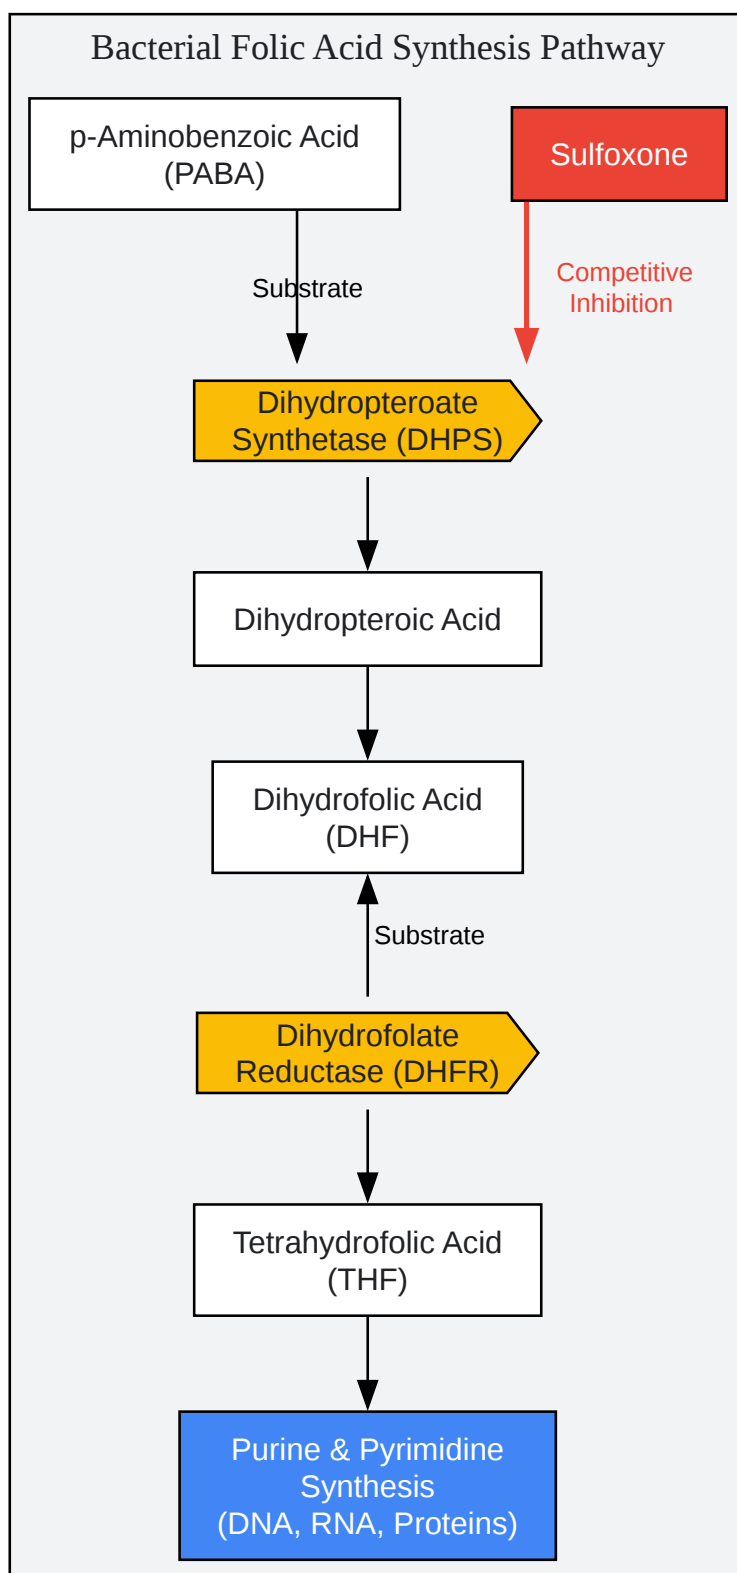 Bacterial Folic Acid Synthesis Pathway
p-Aminobenzoic Acid
(PABA)
Sulfoxone
Substrate
Competitive
Inhibition
Dihydropteroate
Synthetase (DHPS)
Dihydropteroic Acid
Dihydrofolic Acid
(DHF)
Substrate
Dihydrofolate
Reductase (DHFR)
Tetrahydrofolic Acid
(THF)
Purine & Pyrimidine
Synthesis
(DNA, RNA, Proteins)